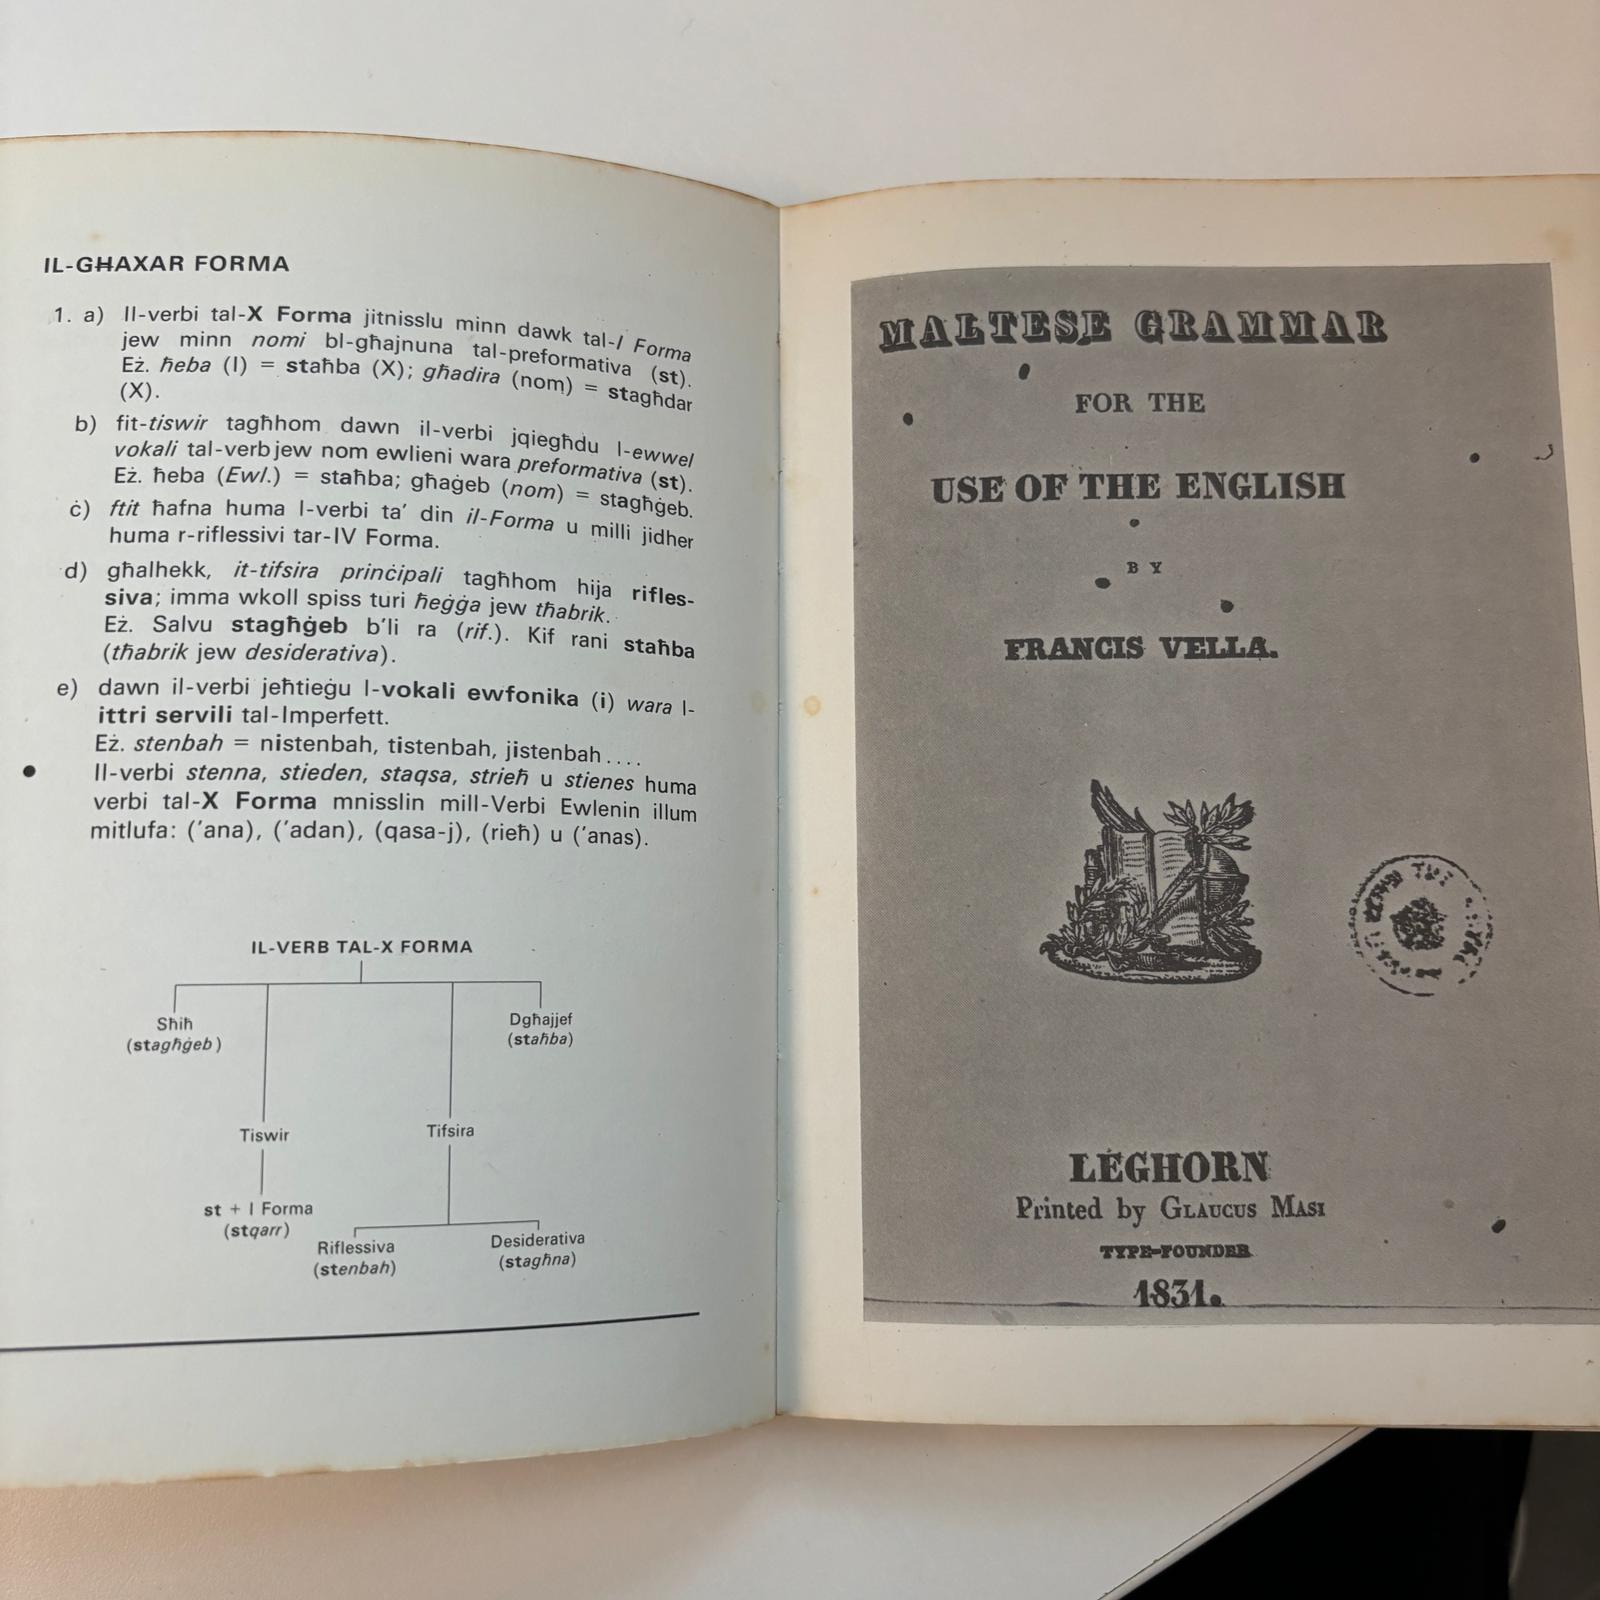 IL-GĦAXAR FORMA
1. a) Il-verbi tal-X Forma jitnisslu minn dawk tal-I Forma
jew minn nomi bl-għajnuna tal-preformativa (st).
Eż. ħeba (I) = staħba (X); għadira (nom) = stagħdar
(X).
b) fit-tiswir tagħhom dawn il-verbi jqiegħdu l-ewwel
vokali tal-verb jew nom ewlieni wara preformativa (st).
Eż. ħeba (Ewl.) = staħba; għaġeb (nom) = stagħġeb.
ċ) ftit ħafna huma l-verbi ta' din il-Forma u milli jidher
huma r-riflessivi tar-IV Forma.
d) għalhekk, it-tifsira prinċipali tagħhom hija rifles-
siva; imma wkoll spiss turi ħeġġa jew tħabrik.
Eż. Salvu stagħġeb b'li ra (rif.). Kif rani staħba
(tħabrik jew desiderativa).
e) dawn il-verbi jeħtieġu l-vokali ewfonika (i) wara l-
ittri servili tal-Imperfett.
Eż. stenbah = nistenbah, tistenbah, jistenbah ....
● Il-verbi stenna, stieden, staqsa, strieħ u stienes huma
verbi tal-X Forma mnisslin mill-Verbi Ewlenin illum
mitlufa: ('ana), ('adan), (qasa-j), (rieħ) u ('anas).
IL-VERB TAL-X FORMA
Sħiħ
(stagħġeb)
Dgħajjef
(staħba)
Tiswir
Tifsira
st + I Forma
(stqarr)
Riflessiva
(stenbah)
Desiderativa
(stagħna)
MALTESE GRAMMAR
FOR THE
USE OF THE ENGLISH
BY
FRANCIS VELLA.
LEGHORN
Printed by GLAUCUS MASI
TYPE-FOUNDER
1831.